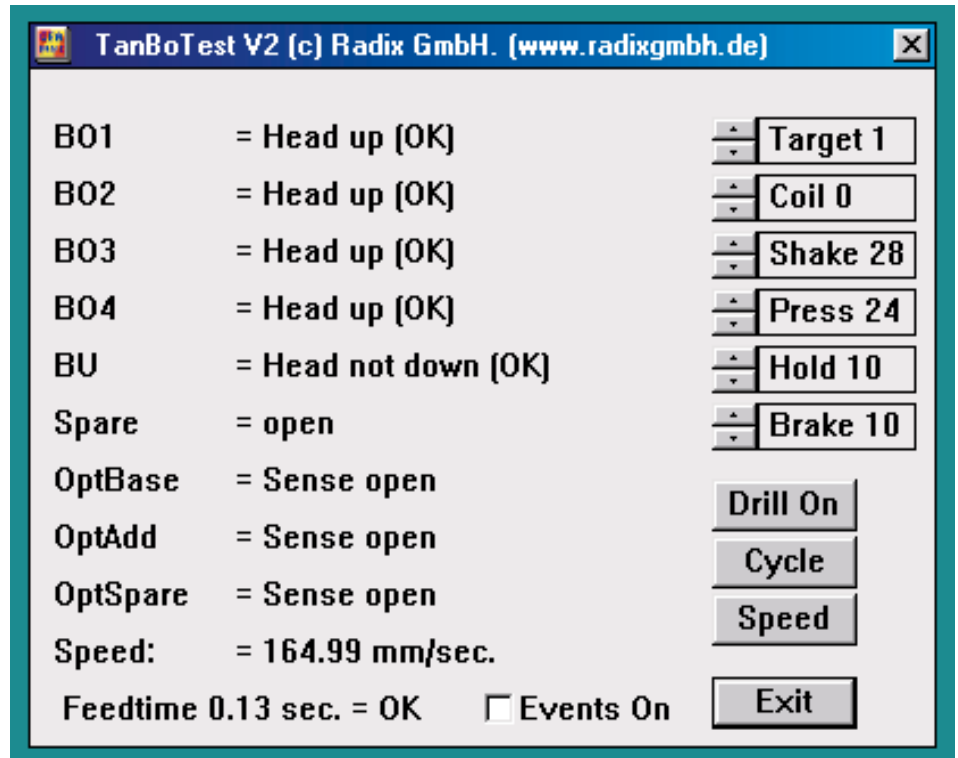 TanBoTest V2 (c) Radix GmbH. (www.radixgmbh.de)
BO1 = Head up (OK) Target 1
BO2 = Head up (OK) Coil 0
BO3 = Head up (OK) Shake 28
BO4 = Head up (OK) Press 24
BU = Head not down (OK) Hold 10
Spare = open Brake 10
OptBase = Sense open
Drill On
OptAdd = Sense open
Cycle
OptSpare = Sense open
Speed
Speed: = 164.99 mm/sec.
Feedtime 0.13 sec. = OK Events On Exit